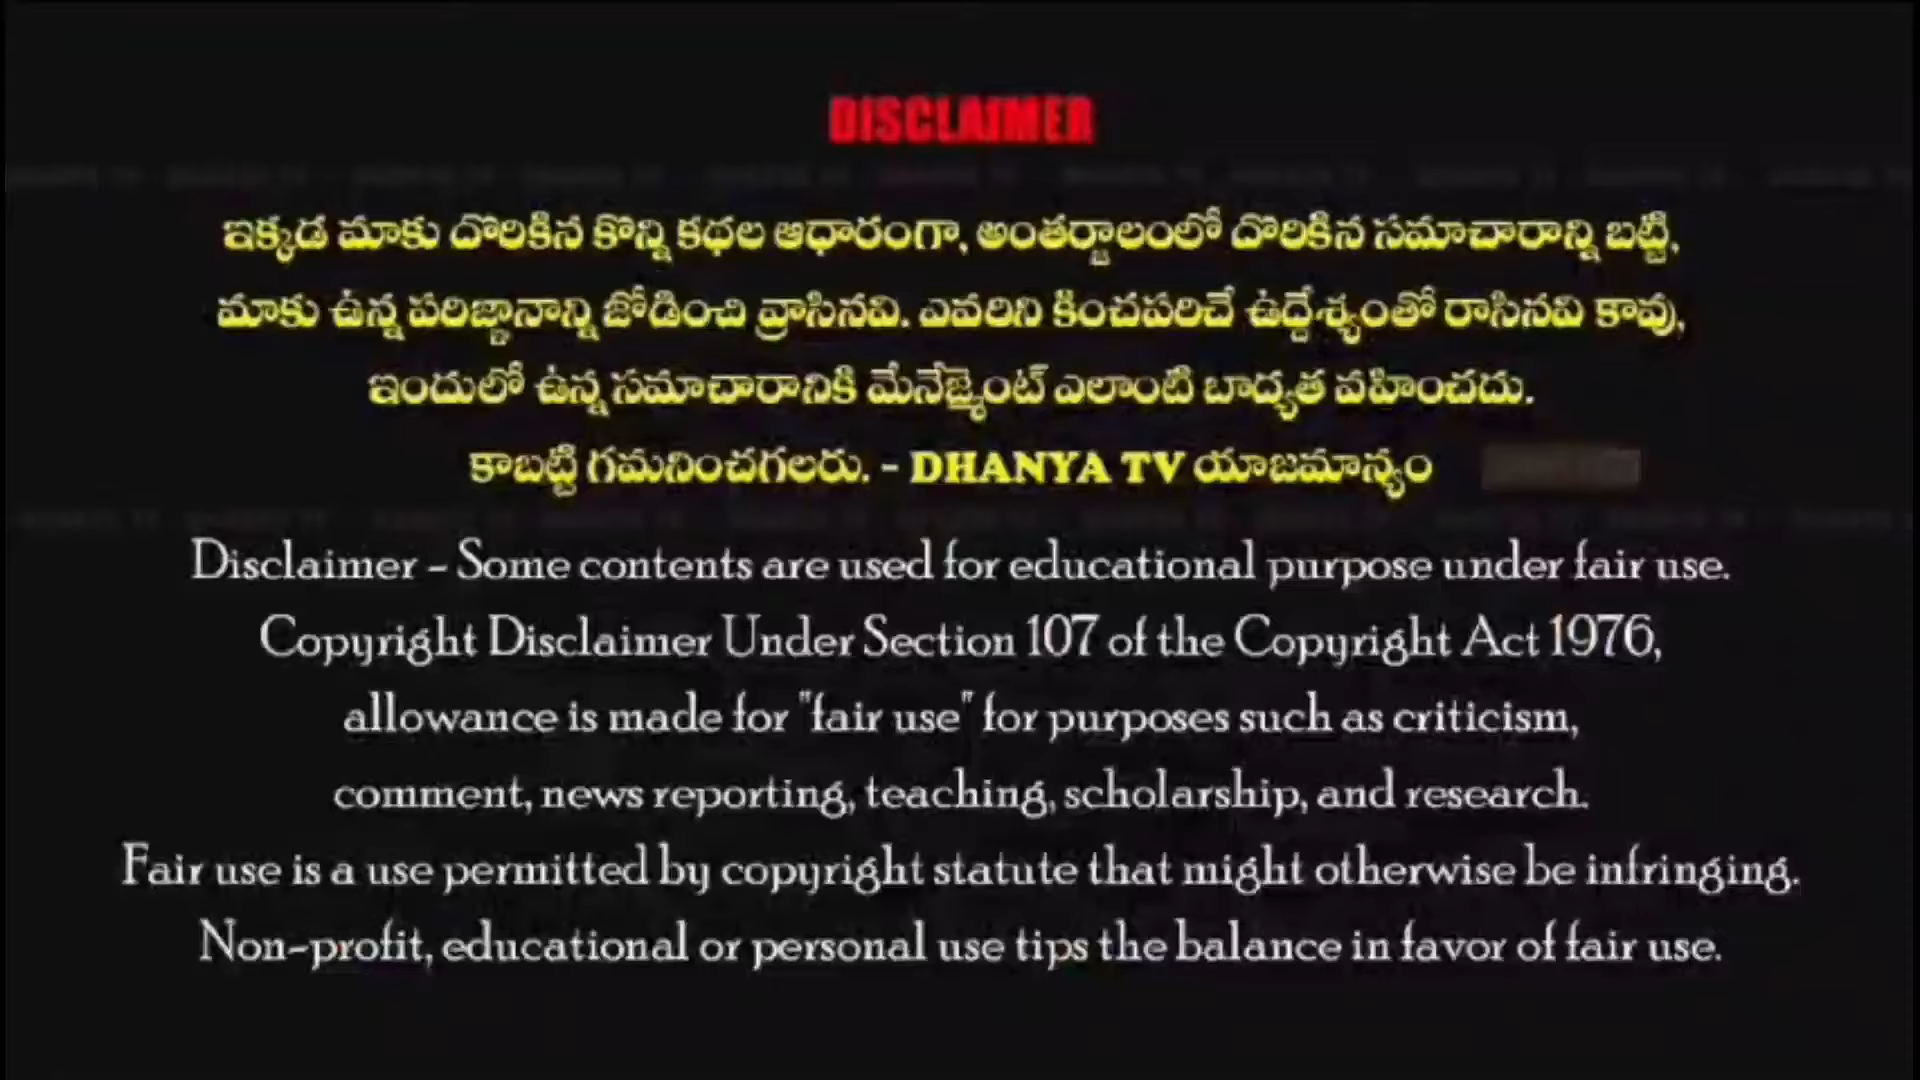 DISCLAIMER
ఇక్కడ మాకు దొరికిన కొన్ని కథల ఆధారంగా, అంతర్జాలంలో దొరికిన సమాచారాన్ని బట్టి,
మాకు ఉన్న పరిజ్ఞానాన్ని జోడించి వ్రాసినవి. ఎవరిని కించపరిచే ఉద్దేశ్యంతో రాసినవి కావు,
ఇందులో ఉన్న సమాచారానికి మేనేజ్మెంట్ ఎలాంటి బాద్యత వహించదు.
కాబట్టి గమనించగలరు. - DHANYA TV యాజమాన్యం
Disclaimer - Some contents are used for educational purpose under fair use.
Copyright Disclaimer Under Section 107 of the Copyright Act 1976,
allowance is made for "fair use" for purposes such as criticism,
comment, news reporting, teaching, scholarship, and research.
Fair use is a use permitted by copyright statute that might otherwise be infringing.
Non-profit, educational or personal use tips the balance in favor of fair use.